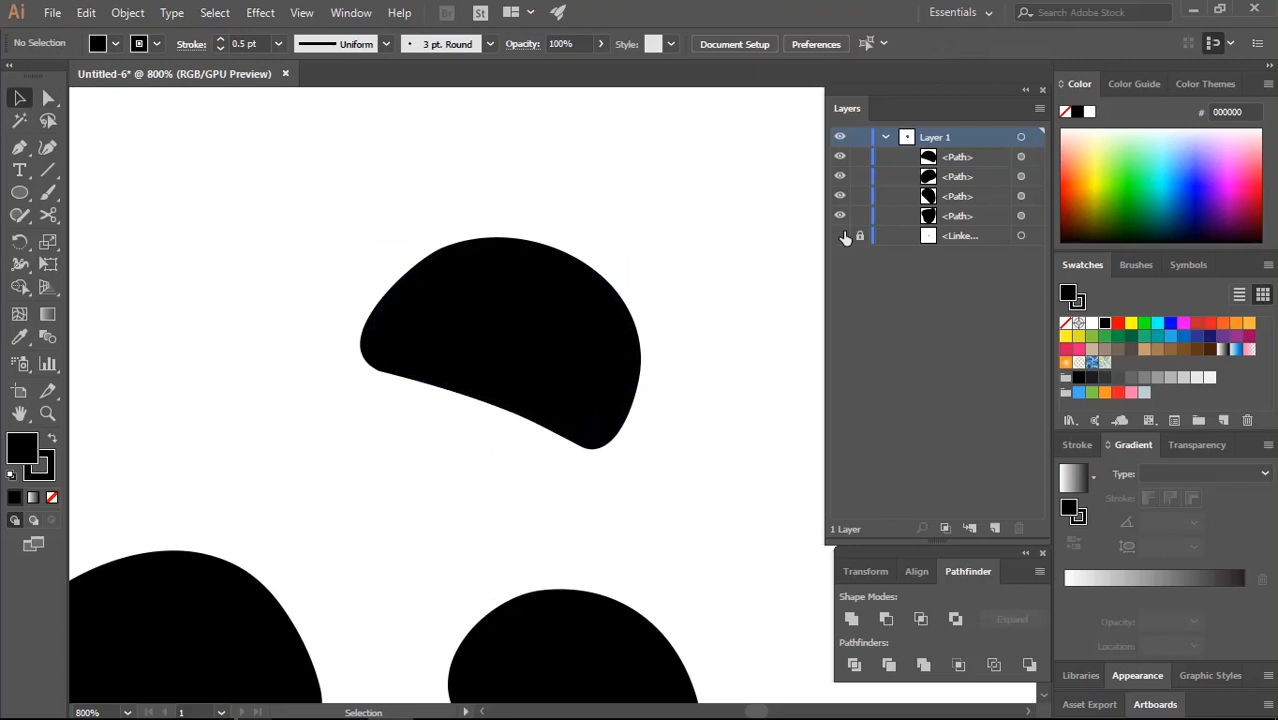 Ai File Edit Object Type Select Effect View Window Help Br St Essentials Search Adobe Stock
No Selection Stroke: 0.5 pt Uniform 3 pt. Round Opacity: 100% Style: Document Setup Preferences
Untitled-6* @ 800% (RGB/GPU Preview)
Layers
Layer 1
<Path>
<Path>
<Path>
<Path>
<Linke...
1 Layer
Transform Align Pathfinder
Shape Modes:
Expand
Pathfinders:
Color Color Guide Color Themes
# 000000
Swatches Brushes Symbols
Stroke Gradient Transparency
Type:
Stroke:
Opacity:
Location:
Libraries Appearance Graphic Styles
Asset Export Artboards
800% 1 Selection